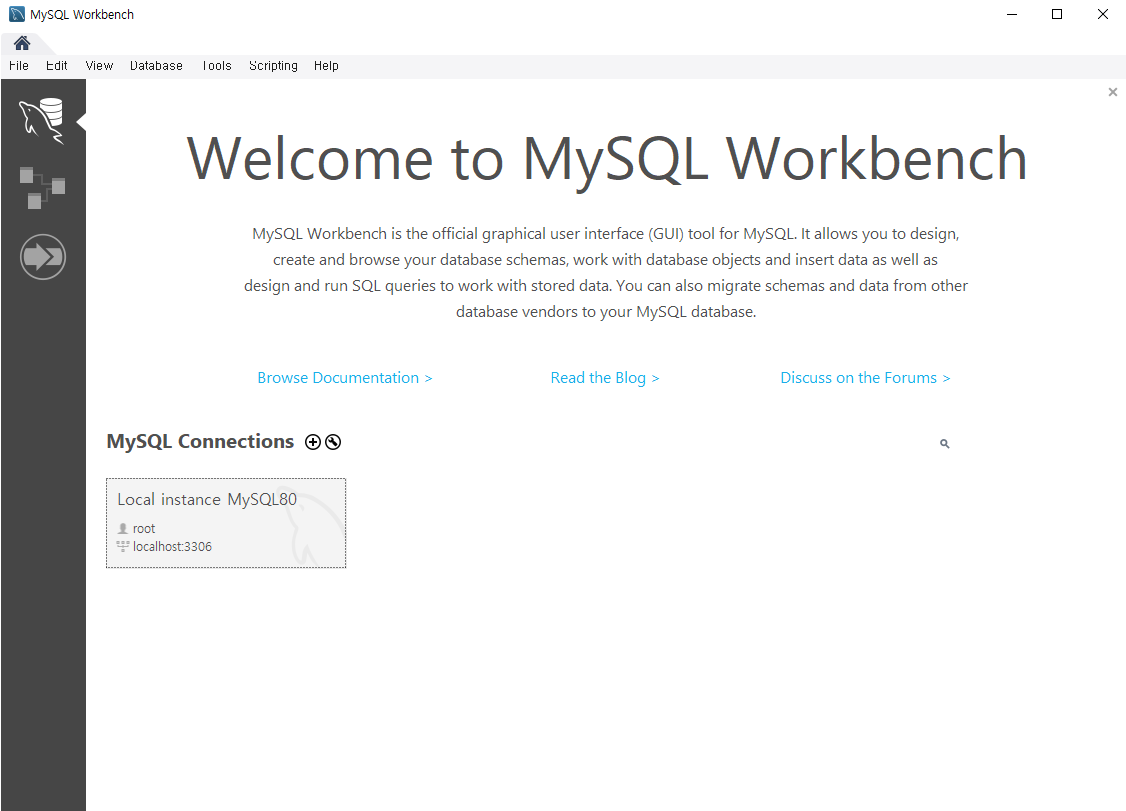 MySQL Workbench
File Edit View Database Tools Scripting Help
Welcome to MySQL Workbench
MySQL Workbench is the official graphical user interface (GUI) tool for MySQL. It allows you to design,
create and browse your database schemas, work with database objects and insert data as well as
design and run SQL queries to work with stored data. You can also migrate schemas and data from other
database vendors to your MySQL database.
Browse Documentation > Read the Blog > Discuss on the Forums >
MySQL Connections
Local instance MySQL80
root
localhost:3306